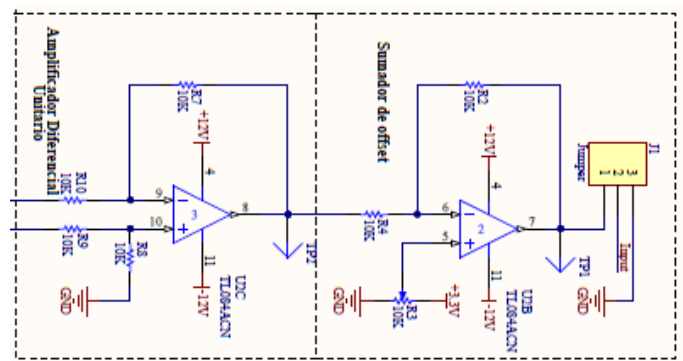 Amplificador Diferencial
Unitario
R10
10K
R9
10K
R8
10K
GND
R7
10K
+12V
4
9
10
3
8
11
-12V
U2C
TL084ACN
TP?
Sumador de offset
R4
10K
R2
10K
+12V
4
6
5
2
7
11
-12V
U2B
TL084ACN
GND
R3
10K
+3.3V
TP1
J1
Jumper
1
2
3
Input
GND